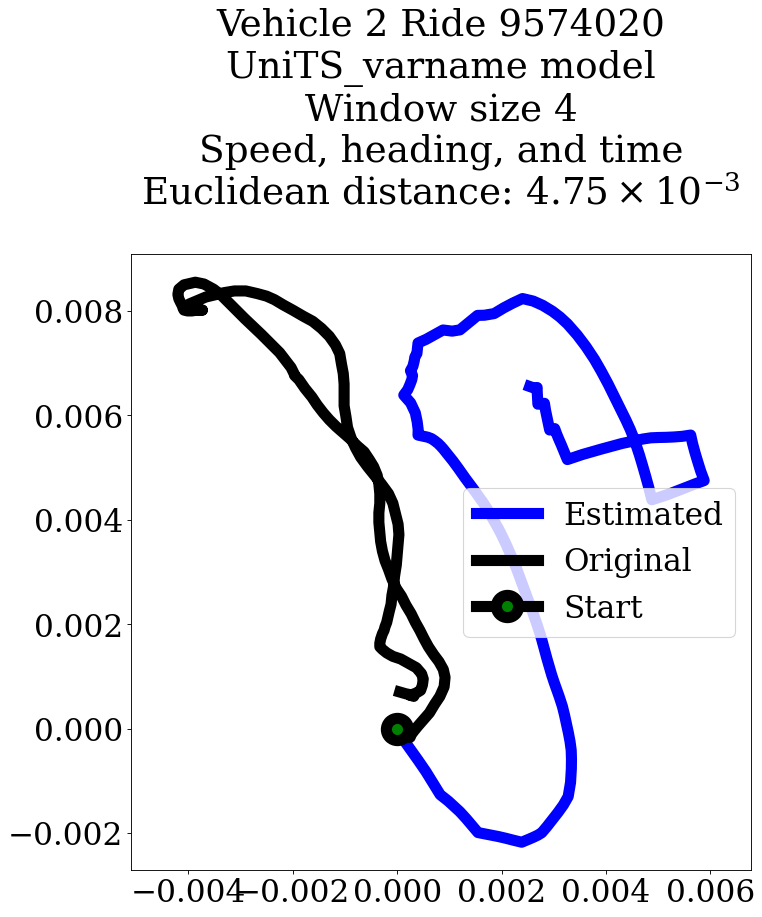 Vehicle 2 Ride 9574020
UniTS_varname model
Window size 4
Speed, heading, and time
Euclidean distance: 4.75 × 10⁻³
0.008
0.006
0.004
0.002
0.000
−0.002
Estimated
Original
Start
−0.004 −0.002 0.000 0.002 0.004 0.006